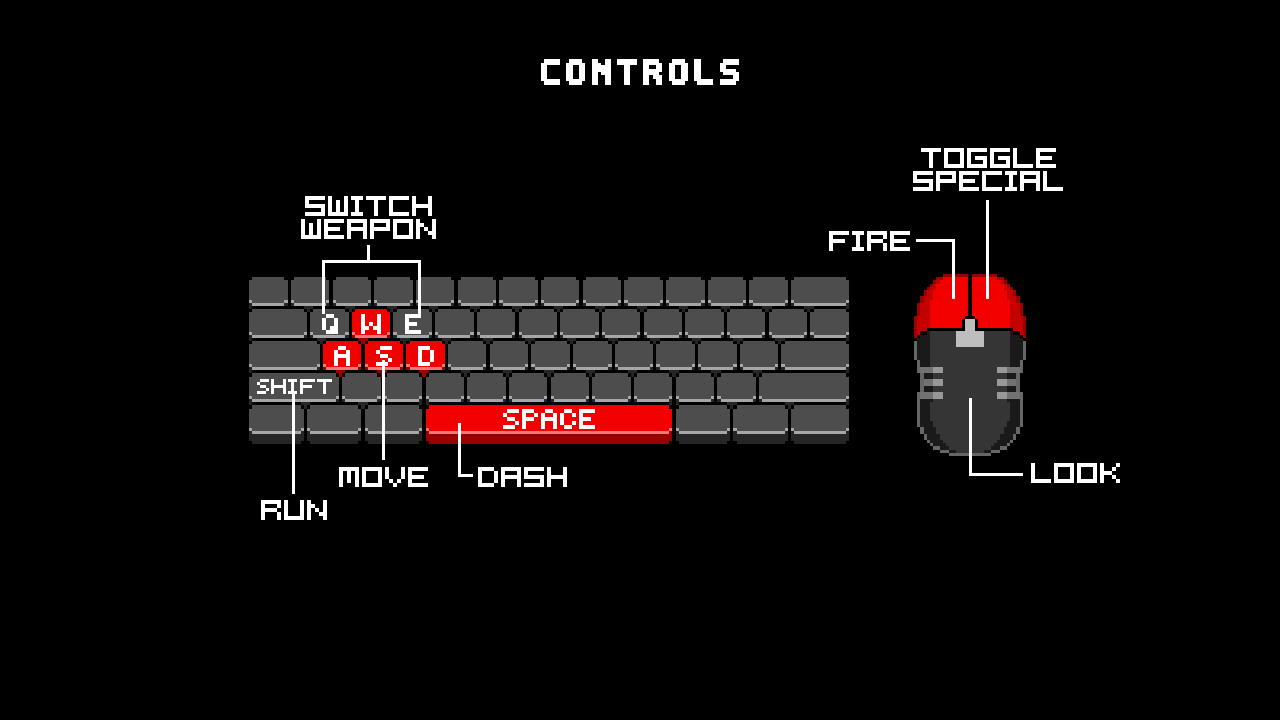 CONTROLS
TOGGLE
SPECIAL
SWITCH
WEAPON
FIRE
Q W E
A S D
SHIFT
SPACE
MOVE
DASH
LOOK
RUN